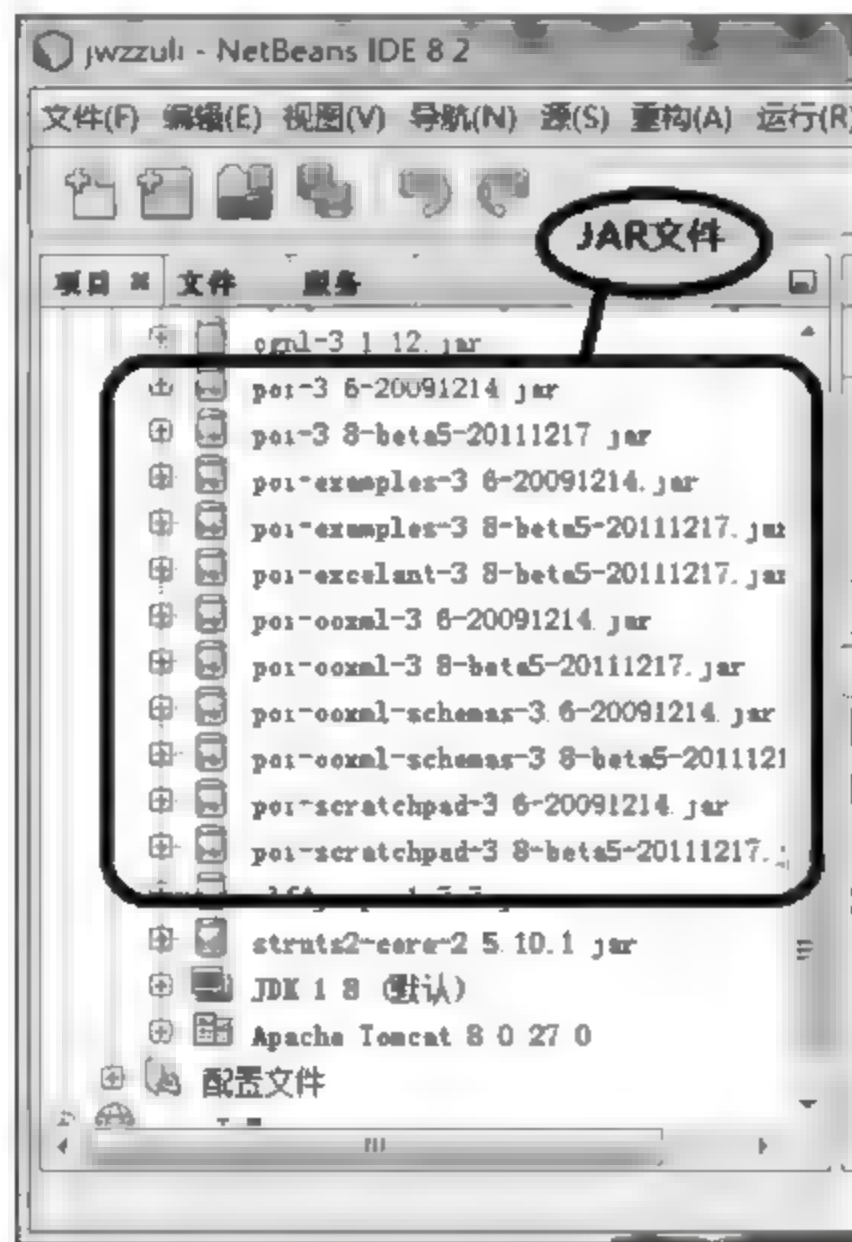 jwzzuli - NetBeans IDE 8.2
文件(F) 编辑(E) 视图(V) 导航(N) 源(S) 重构(A) 运行(R)
JAR文件
项目 文件 服务
ognl-3.1.12.jar
poi-3.6-20091214.jar
poi-3.8-beta5-20111217.jar
poi-examples-3.6-20091214.jar
poi-examples-3.8-beta5-20111217.jar
poi-excelant-3.8-beta5-20111217.jar
poi-ooxml-3.6-20091214.jar
poi-ooxml-3.8-beta5-20111217.jar
poi-ooxml-schemas-3.6-20091214.jar
poi-ooxml-schemas-3.8-beta5-2011121
poi-scratchpad-3.6-20091214.jar
poi-scratchpad-3.8-beta5-20111217.j
struts2-core-2.5.10.1.jar
JDK 1.8 (默认)
Apache Tomcat 8.0.27.0
配置文件